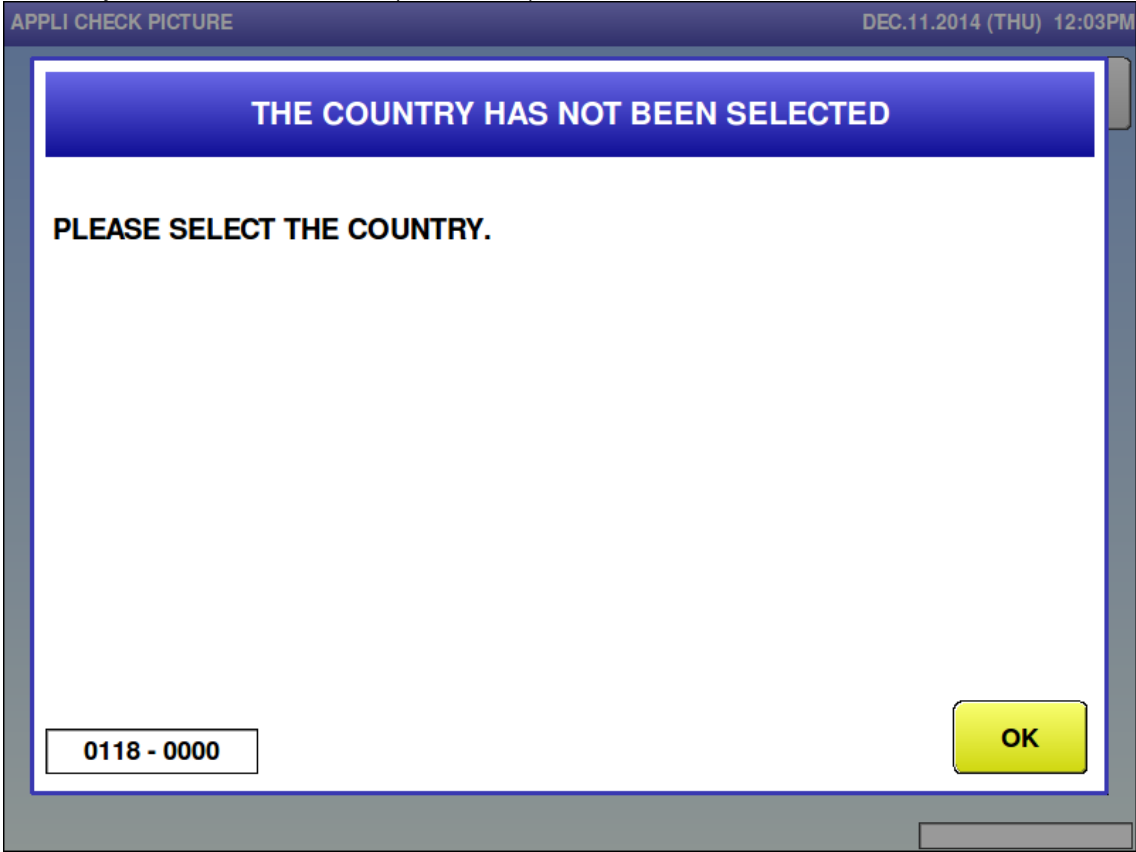 APPLI CHECK PICTURE
DEC.11.2014 (THU) 12:03PM
THE COUNTRY HAS NOT BEEN SELECTED
PLEASE SELECT THE COUNTRY.
0118 - 0000
OK